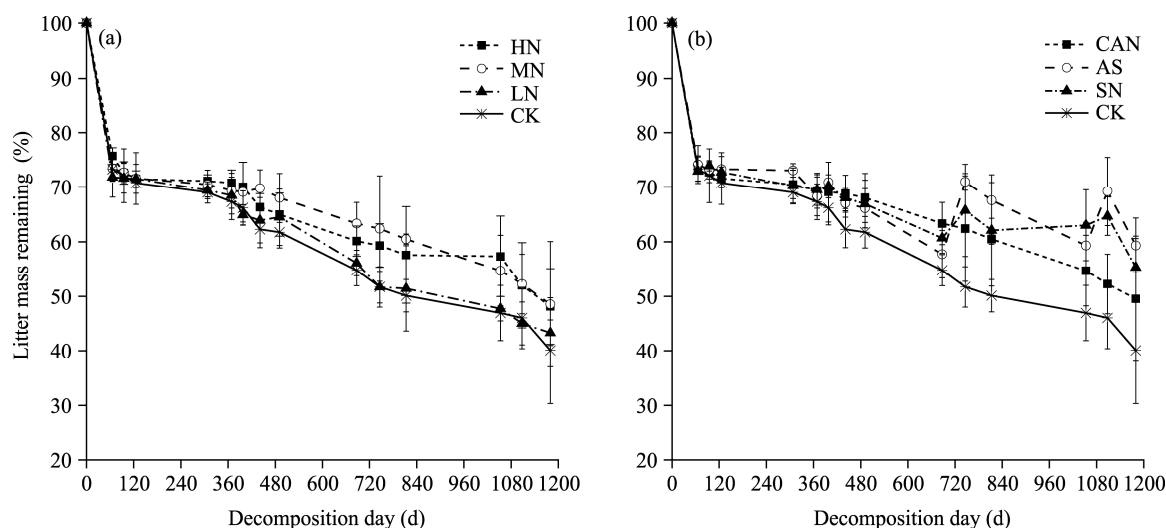 (a)
HN
MN
LN
CK
100
90
80
70
60
50
40
30
20
Litter mass remaining (%)
0 120 240 360 480 600 720 840 960 1080 1200
Decomposition day (d)
(b)
CAN
AS
SN
CK
100
90
80
70
60
50
40
30
20
0 120 240 360 480 600 720 840 960 1080 1200
Decomposition day (d)